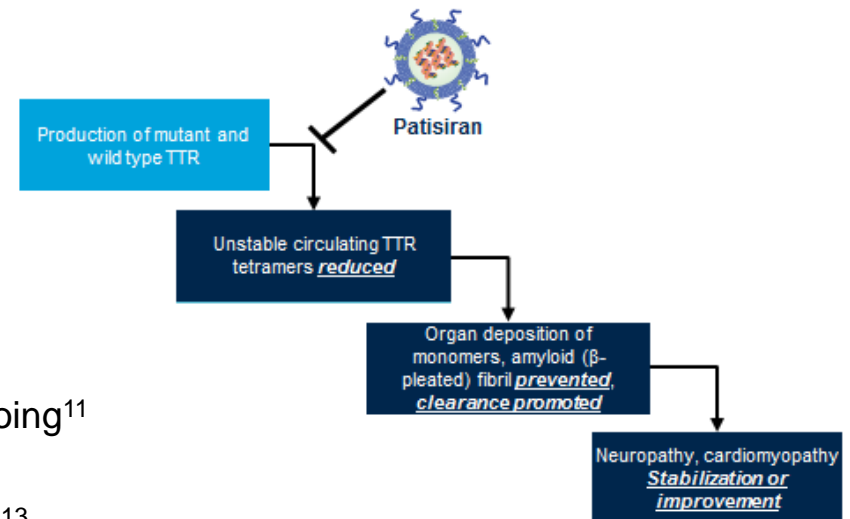 Patisiran
Production of mutant and
wild type TTR
Unstable circulating TTR
tetramers reduced
Organ deposition of
monomers, amyloid (β-
pleated) fibril prevented,
clearance promoted
ping¹¹
Neuropathy, cardiomyopathy
Stabilization or
improvement
13